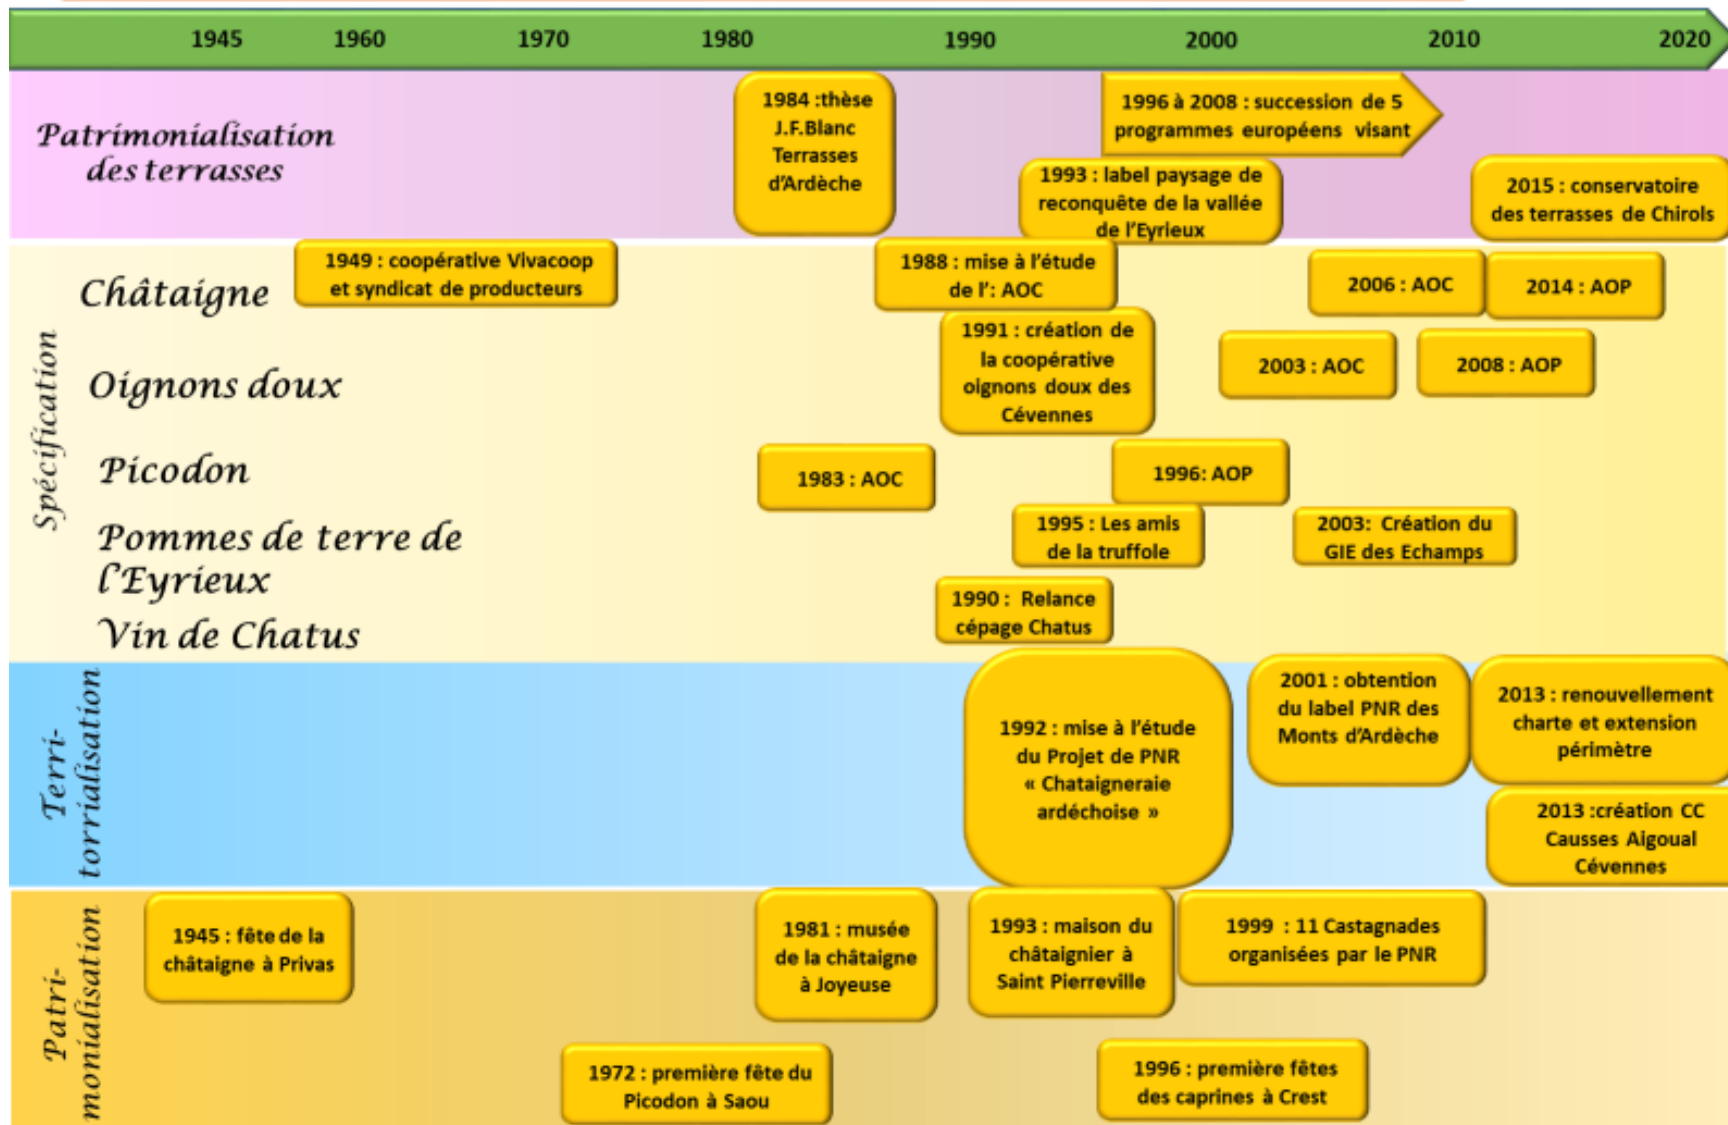 1945 1960 1970 1980 1990 2000 2010 2020
Patrimonialisation
des terrasses
1984 :thèse
J.F.Blanc
Terrasses
d'Ardèche
1996 à 2008 : succession de 5
programmes européens visant
1993 : label paysage de
reconquête de la vallée
de l'Eyrieux
2015 : conservatoire
des terrasses de Chirols
Spécification
Châtaigne
1949 : coopérative Vivacoop
et syndicat de producteurs
1988 : mise à l'étude
de l': AOC
2006 : AOC
2014 : AOP
Oignons doux
1991 : création de
la coopérative
oignons doux des
Cévennes
2003 : AOC
2008 : AOP
Picodon
1983 : AOC
1996: AOP
Pommes de terre de
l'Eyrieux
1995 : Les amis
de la truffole
2003: Création du
GIE des Echamps
Vin de Chatus
1990 : Relance
cépage Chatus
Terri-
torrialisation
1992 : mise à l'étude
du Projet de PNR
« Chataigneraie
ardéchoise »
2001 : obtention
du label PNR des
Monts d'Ardèche
2013 : renouvellement
charte et extension
périmètre
2013 :création CC
Causses Aigoual
Cévennes
Patri-
monialisation
1945 : fête de la
châtaigne à Privas
1981 : musée
de la châtaigne
à Joyeuse
1993 : maison du
châtaignier à
Saint Pierreville
1999 : 11 Castagnades
organisées par le PNR
1972 : première fête du
Picodon à Saou
1996 : première fêtes
des caprines à Crest